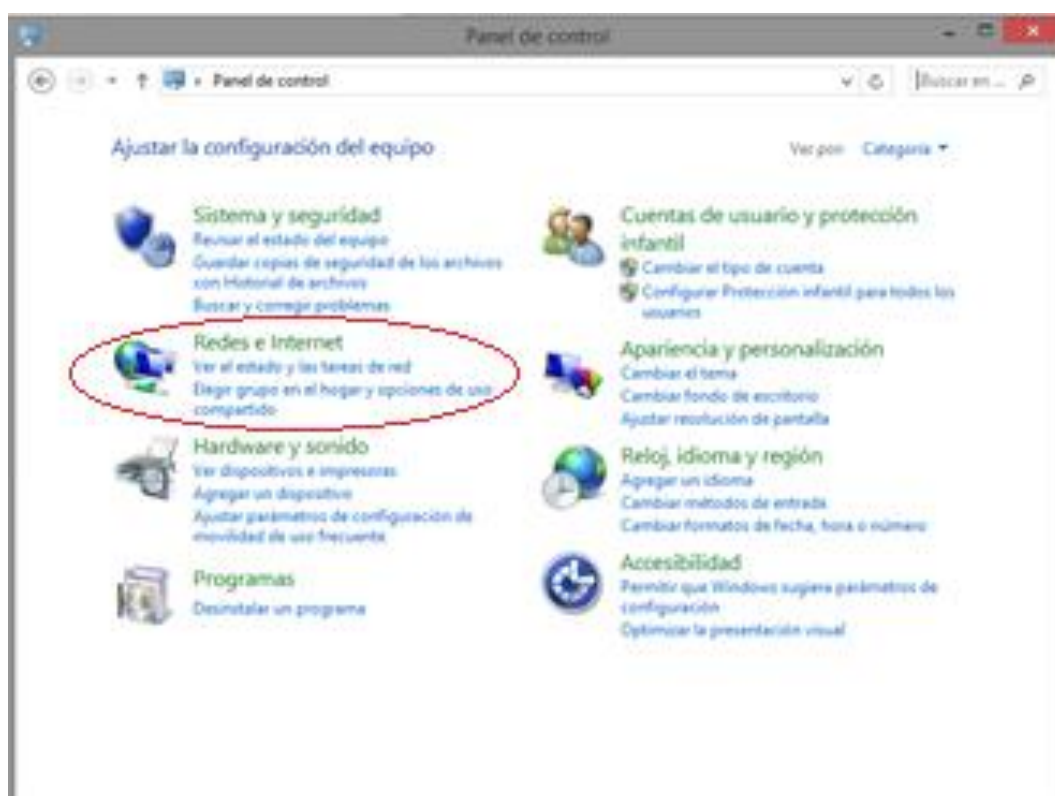 Panel de control
Panel de control
Buscar en ...
Ajustar la configuración del equipo
Ver por: Categoría
Sistema y seguridad
Revisar el estado del equipo
Guardar copias de seguridad de los archivos
con Historial de archivos
Buscar y corregir problemas
Redes e Internet
Ver el estado y las tareas de red
Elegir grupo en el hogar y opciones de uso
compartido
Hardware y sonido
Ver dispositivos e impresoras
Agregar un dispositivo
Ajustar parámetros de configuración de
movilidad de uso frecuente
Programas
Desinstalar un programa
Cuentas de usuario y protección
infantil
Cambiar el tipo de cuenta
Configurar Protección infantil para todos los
usuarios
Apariencia y personalización
Cambiar el tema
Cambiar fondo de escritorio
Ajustar resolución de pantalla
Reloj, idioma y región
Agregar un idioma
Cambiar métodos de entrada
Cambiar formatos de fecha, hora o número
Accesibilidad
Permitir que Windows sugiera parámetros de
configuración
Optimizar la presentación visual